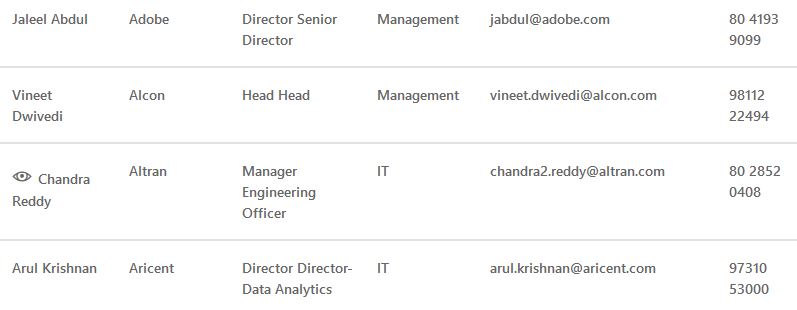 Jaleel Abdul Adobe Director Senior Management jabdul@adobe.com 80 4193
Director 9099
Vineet Alcon Head Head Management vineet.dwivedi@alcon.com 98112
Dwivedi 22494
Chandra Altran Manager IT chandra2.reddy@altran.com 80 2852
Reddy Engineering 0408
Officer
Arul Krishnan Aricent Director Director- IT arul.krishnan@aricent.com 97310
Data Analytics 53000